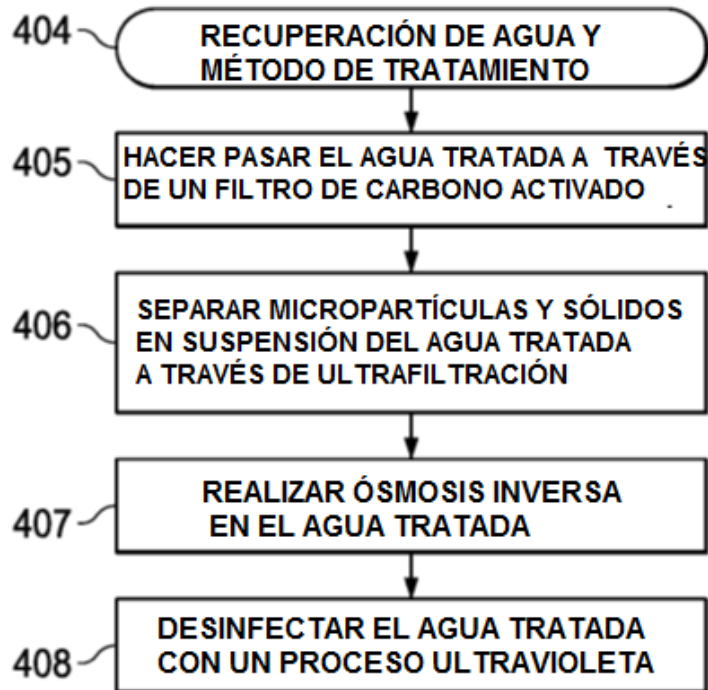 404
RECUPERACIÓN DE AGUA Y
MÉTODO DE TRATAMIENTO
405
HACER PASAR EL AGUA TRATADA A TRAVÉS
DE UN FILTRO DE CARBONO ACTIVADO
406
SEPARAR MICROPARTÍCULAS Y SÓLIDOS
EN SUSPENSIÓN DEL AGUA TRATADA
A TRAVÉS DE ULTRAFILTRACIÓN
407
REALIZAR ÓSMOSIS INVERSA
EN EL AGUA TRATADA
408
DESINFECTAR EL AGUA TRATADA
CON UN PROCESO ULTRAVIOLETA